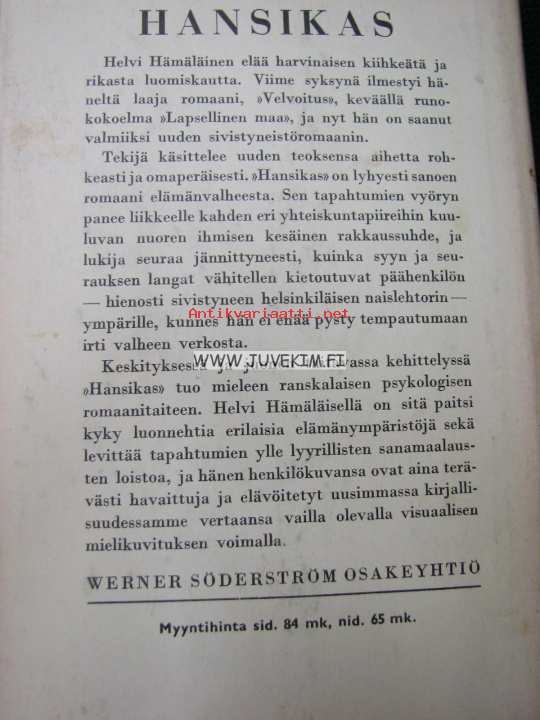 HANSIKAS
Helvi Hämäläinen elää harvinaisen kiihkeätä ja
rikasta luomiskautta. Viime syksynä ilmestyi hä-
neltä laaja romaani, »Velvoitus», keväällä runo-
kokoelma »Lapsellinen maa», ja nyt hän on saanut
valmiiksi uuden sivistyneistöromaanin.
Tekijä käsittelee uuden teoksensa aihetta roh-
keasti ja omaperäisesti. »Hansikas» on lyhyesti sanoen
romaani elämänvalheesta. Sen tapahtumien vyöryn
panee liikkeelle kahden eri yhteiskuntapiireihin kuu-
luvan nuoren ihmisen kesäinen rakkaussuhde, ja
lukija seuraa jännittyneesti, kuinka syyn ja seu-
rauksen langat vähitellen kietoutuvat päähenkilön
— hienosti sivistyneen helsinkiläisen naislehtorin —
Antikvariaatti.net
ympärille, kunnes hän ei enää pysty tempautumaan
irti valheen verkosta.
WWW.JUVEKIM.FI
Keskityksessä ja kehittelyssä
»Hansikas» tuo mieleen ranskalaisen psykologisen
romaanitaiteen. Helvi Hämäläisellä on sitä paitsi
kyky luonnehtia erilaisia elämänympäristöjä sekä
levittää tapahtumien ylle lyyrillisten sanamaalaus-
ten loistoa, ja hänen henkilökuvansa ovat aina terä-
västi havaittuja ja elävöitetyt uusimmassa kirjalli-
suudessamme vertaansa vailla olevalla visuaalisen
mielikuvituksen voimalla.
WERNER SÖDERSTRÖM OSAKEYHTIÖ
Myyntihinta sid. 84 mk, nid. 65 mk.